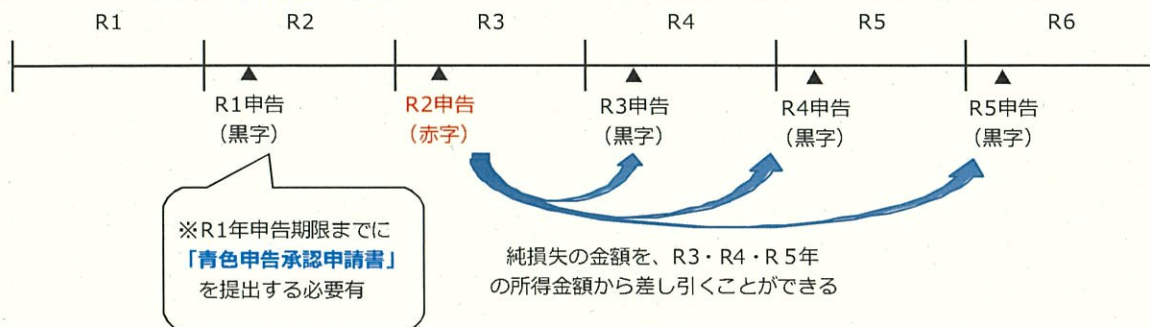 R1 R2 R3 R4 R5 R6
R1申告
(黒字)
R2申告
(赤字)
R3申告
(黒字)
R4申告
(黒字)
R5申告
(黒字)
※R1年申告期限までに
「青色申告承認申請書」
を提出する必要有
純損失の金額を、R3・R4・R5年
の所得金額から差し引くことができる